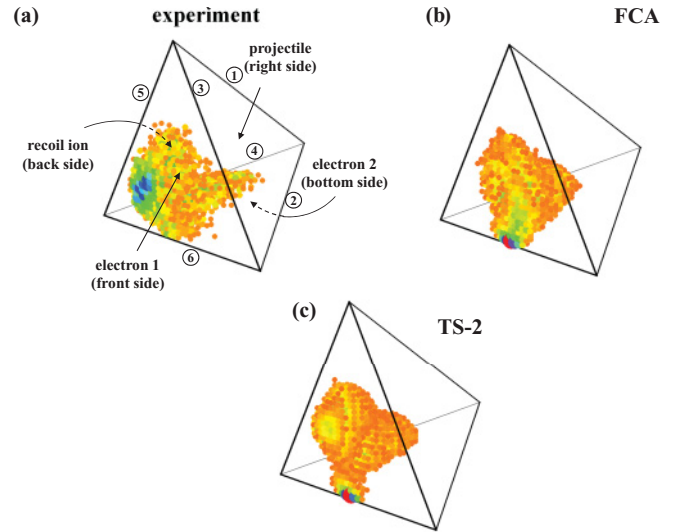 (a)
experiment
(b)
FCA
projectile
(right side)
①
③
⑤
recoil ion
(back side)
④
electron 2
(bottom side)
②
electron 1
(front side)
⑥
(c)
TS-2